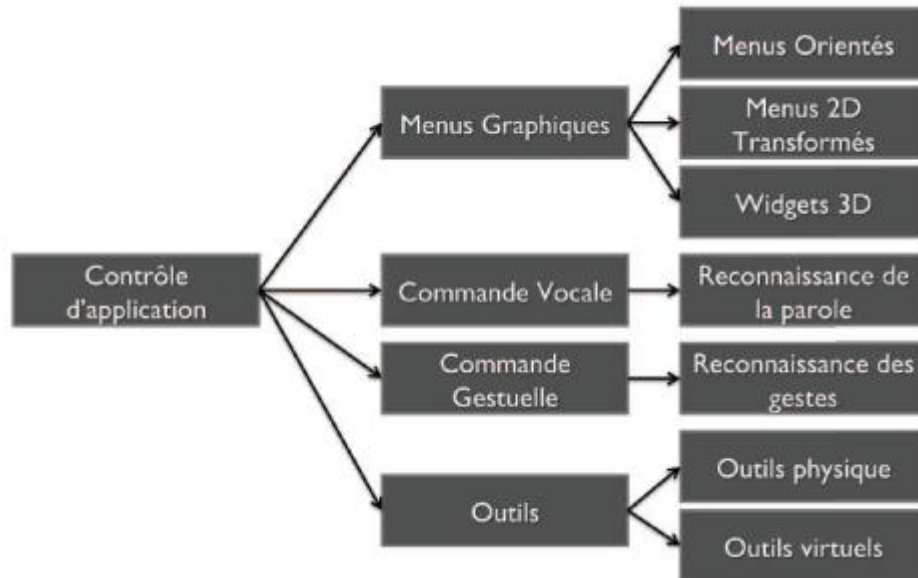 Menus Orientés
Menus Graphiques
Menus 2D
Transformés
Widgets 3D
Contrôle
d'application
Commande Vocale
Reconnaissance de
la parole
Commande
Gestuelle
Reconnaissance des
gestes
Outils
Outils physique
Outils virtuels